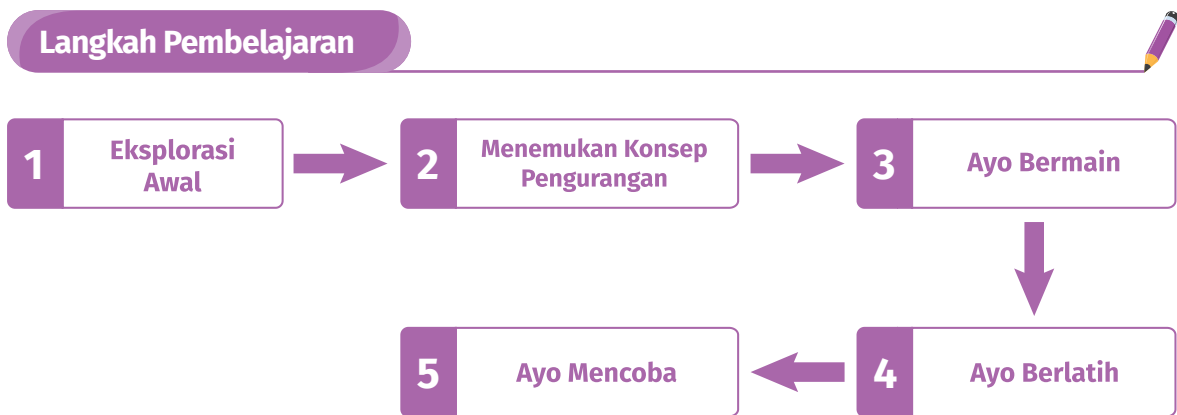 Langkah Pembelajaran
1
Eksplorasi
Awal
2
Menemukan Konsep
Pengurangan
3
Ayo Bermain
4
Ayo Berlatih
5
Ayo Mencoba